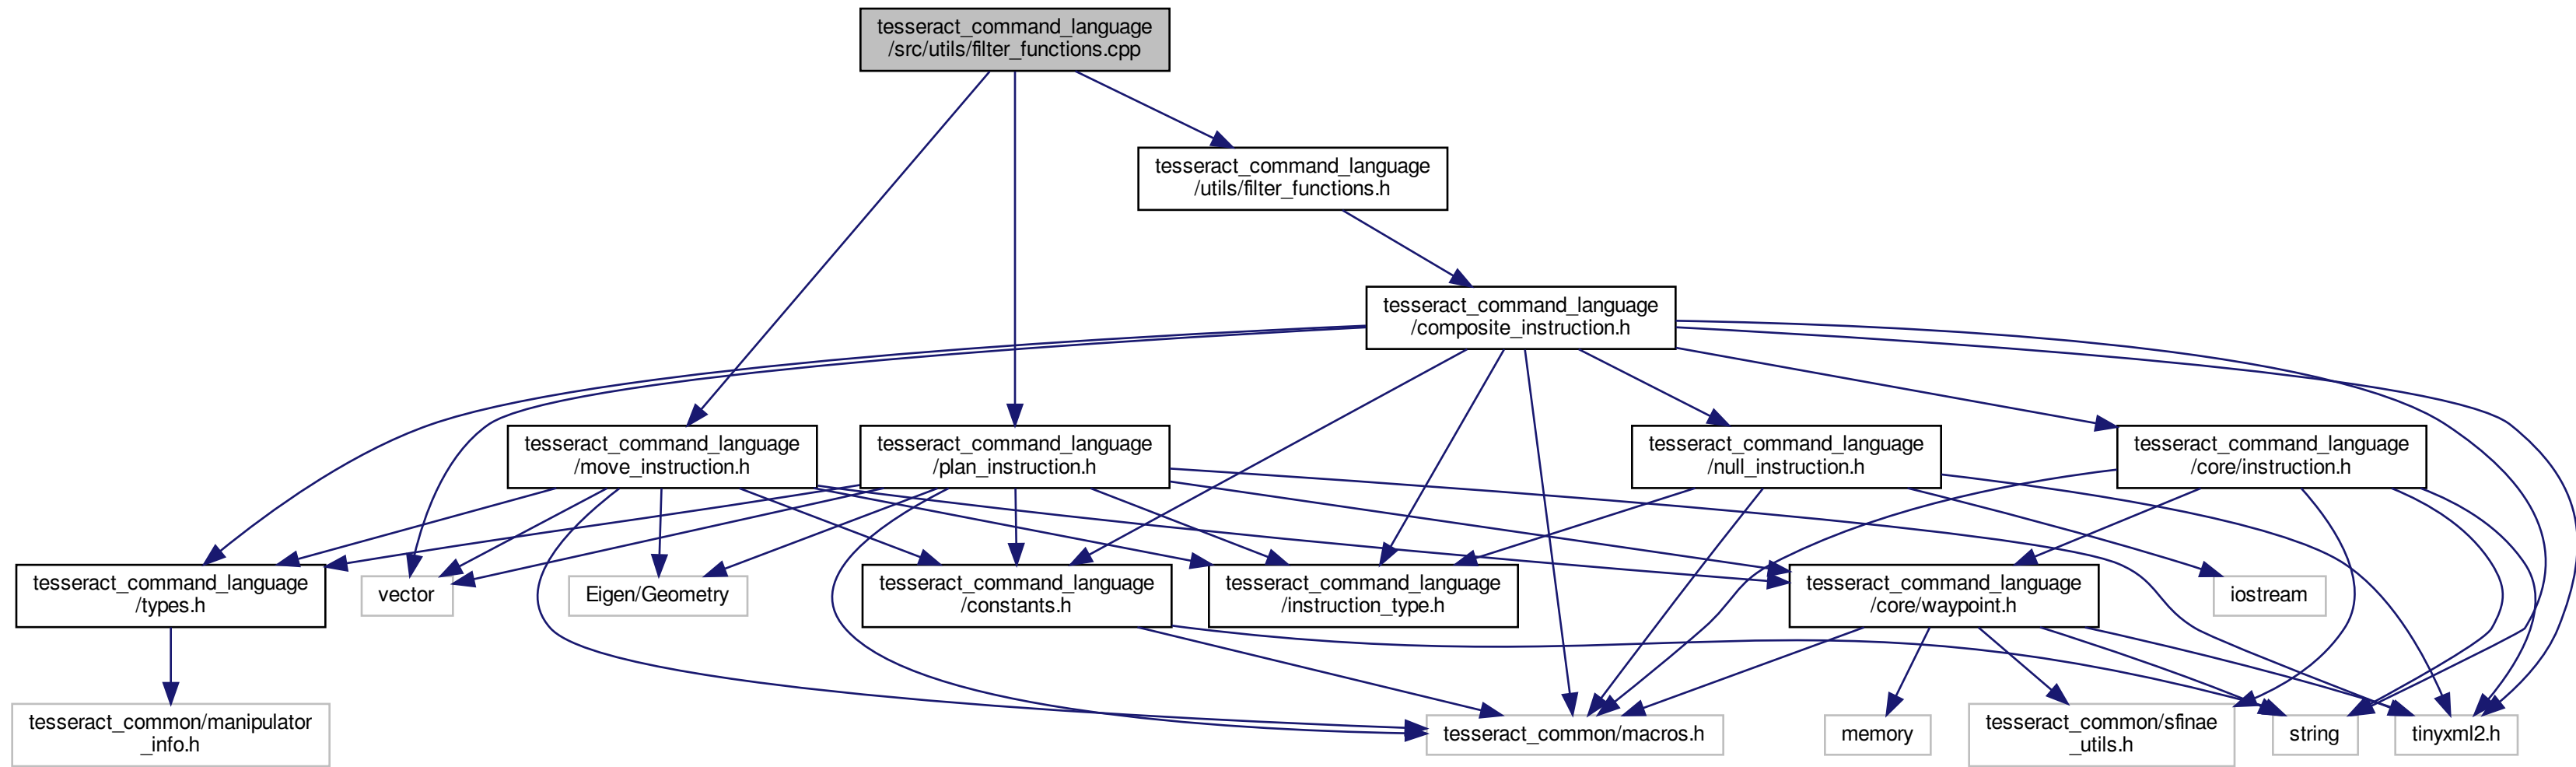 tesseract_command_language
/src/utils/filter_functions.cpp
tesseract_command_language
/utils/filter_functions.h
tesseract_command_language
/composite_instruction.h
tesseract_command_language
/move_instruction.h
tesseract_command_language
/plan_instruction.h
tesseract_command_language
/null_instruction.h
tesseract_command_language
/core/instruction.h
tesseract_command_language
/types.h
vector
Eigen/Geometry
tesseract_command_language
/constants.h
tesseract_command_language
/instruction_type.h
tesseract_command_language
/core/waypoint.h
iostream
tesseract_common/manipulator
_info.h
tesseract_common/macros.h
memory
tesseract_common/sfinae
_utils.h
string
tinyxml2.h